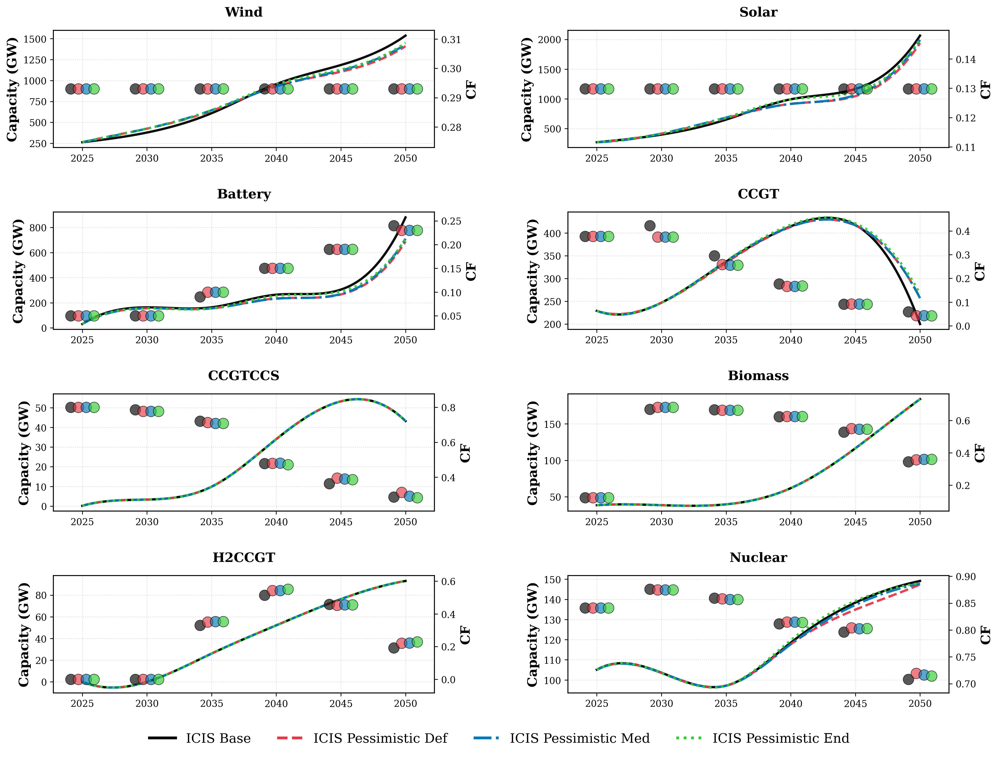 Wind
Capacity (GW)
1500
1250
1000
750
500
250
2025 2030 2035 2040 2045 2050
0.31
0.30
0.29
0.28
CF
Solar
Capacity (GW)
2000
1500
1000
500
2025 2030 2035 2040 2045 2050
0.14
0.13
0.12
0.11
CF
Battery
Capacity (GW)
800
600
400
200
0
2025 2030 2035 2040 2045 2050
0.25
0.20
0.15
0.10
0.05
CF
CCGT
Capacity (GW)
400
350
300
250
200
2025 2030 2035 2040 2045 2050
0.4
0.3
0.2
0.1
0.0
CF
CCGTCCS
Capacity (GW)
50
40
30
20
10
0
2025 2030 2035 2040 2045 2050
0.8
0.6
0.4
CF
Biomass
Capacity (GW)
150
100
50
2025 2030 2035 2040 2045 2050
0.6
0.4
0.2
CF
H2CCGT
Capacity (GW)
80
60
40
20
0
2025 2030 2035 2040 2045 2050
0.6
0.4
0.2
0.0
CF
Nuclear
Capacity (GW)
150
140
130
120
110
100
2025 2030 2035 2040 2045 2050
0.90
0.85
0.80
0.75
0.70
CF
ICIS Base ICIS Pessimistic Def ICIS Pessimistic Med ICIS Pessimistic End